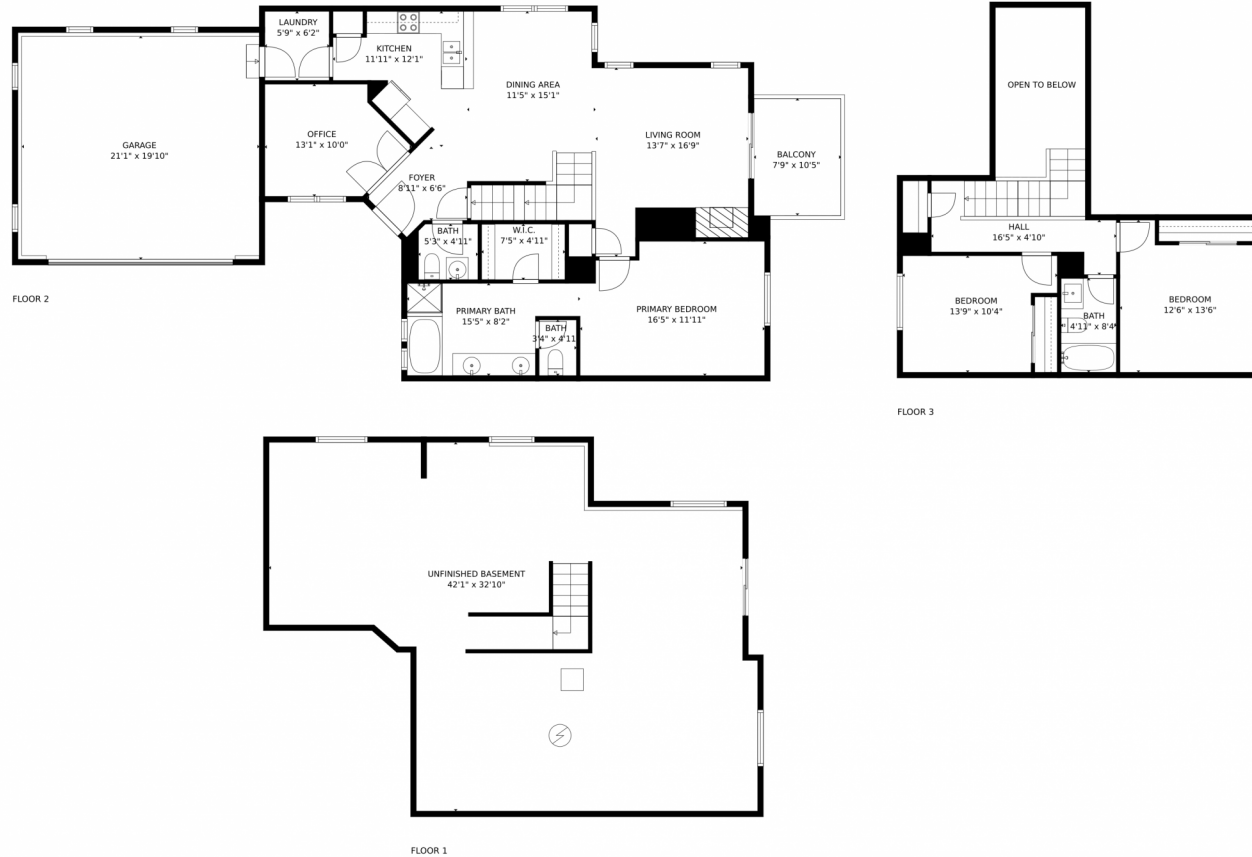 LAUNDRY
5'9" x 6'2"
KITCHEN
11'11" x 12'1"
DINING AREA
11'5" x 15'1"
GARAGE
21'1" x 19'10"
OFFICE
13'1" x 10'0"
LIVING ROOM
13'7" x 16'9"
BALCONY
7'9" x 10'5"
FOYER
8'11" x 6'6"
BATH
5'3" x 4'11"
W.I.C.
7'5" x 4'11"
PRIMARY BATH
15'5" x 8'2"
BATH
3'4" x 4'11
PRIMARY BEDROOM
16'5" x 11'11"
FLOOR 2
OPEN TO BELOW
HALL
16'5" x 4'10"
BEDROOM
13'9" x 10'4"
BATH
4'11" x 8'4"
BEDROOM
12'6" x 13'6"
FLOOR 3
UNFINISHED BASEMENT
42'1" x 32'10"
FLOOR 1